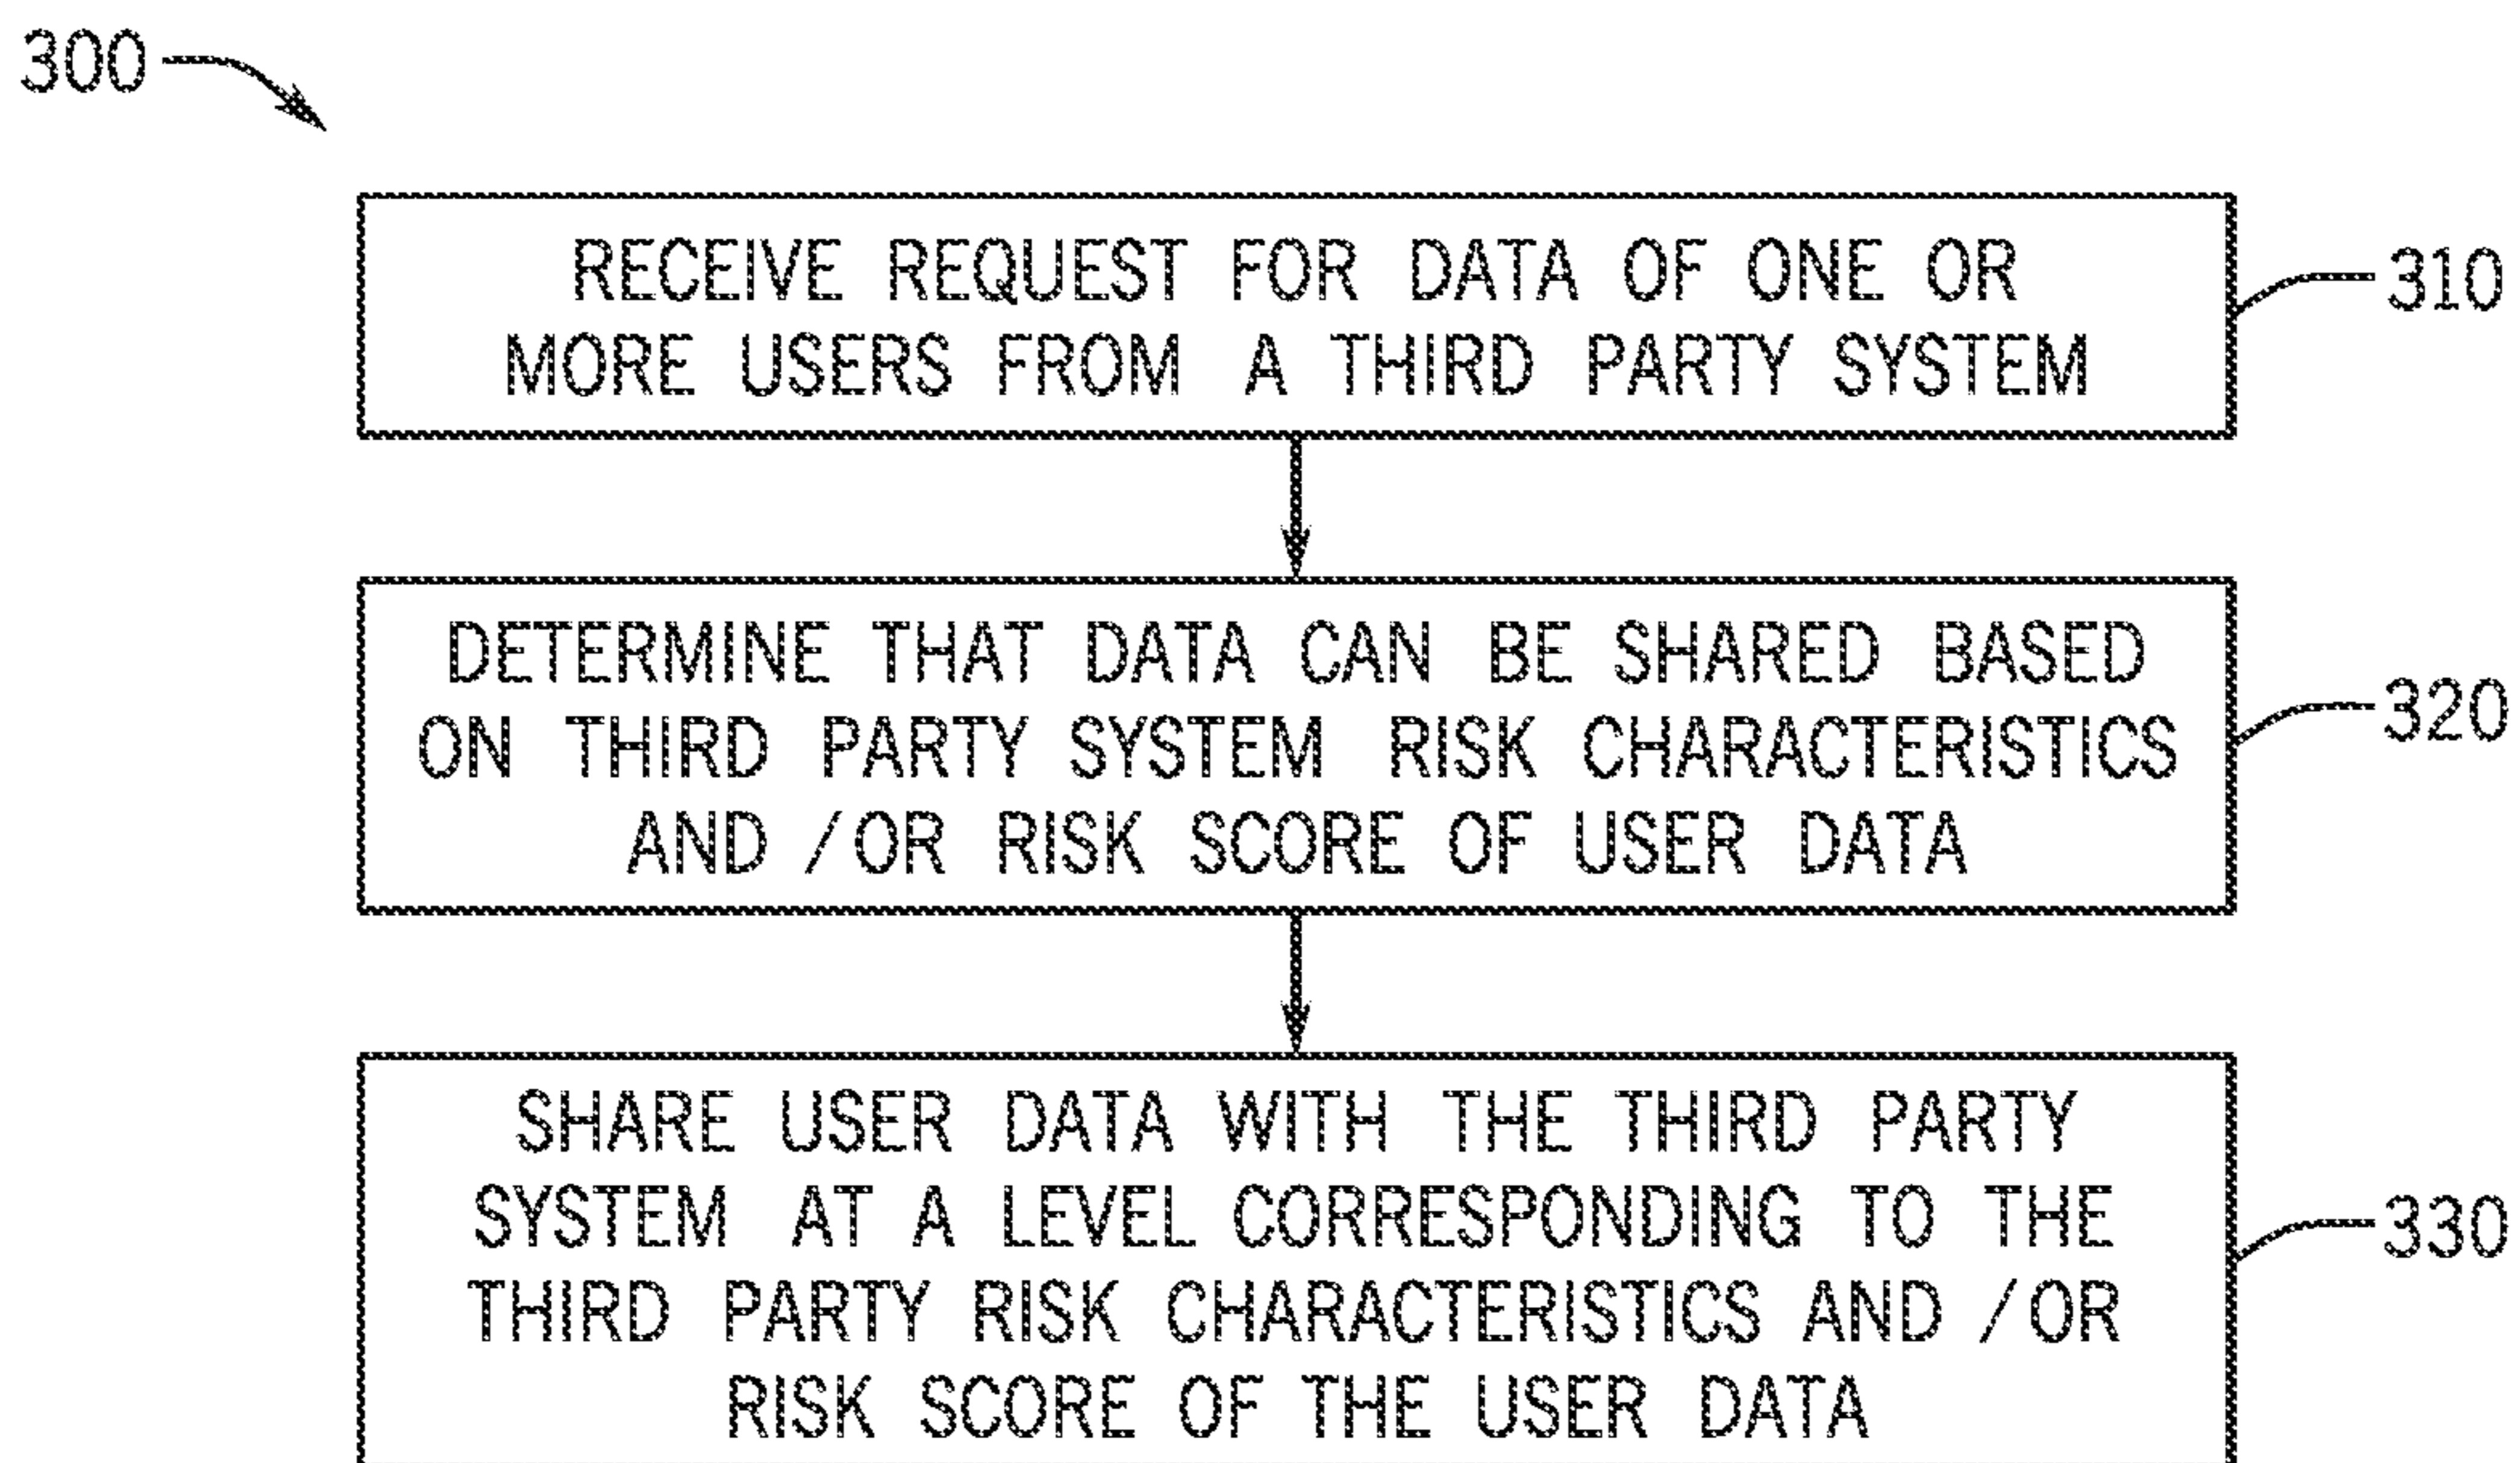 300
RECEIVE REQUEST FOR DATA OF ONE OR
MORE USERS FROM A THIRD PARTY SYSTEM
310
DETERMINE THAT DATA CAN BE SHARED BASED
ON THIRD PARTY SYSTEM RISK CHARACTERISTICS
AND /OR RISK SCORE OF USER DATA
320
SHARE USER DATA WITH THE THIRD PARTY
SYSTEM AT A LEVEL CORRESPONDING TO THE
THIRD PARTY RISK CHARACTERISTICS AND /OR
RISK SCORE OF THE USER DATA
330